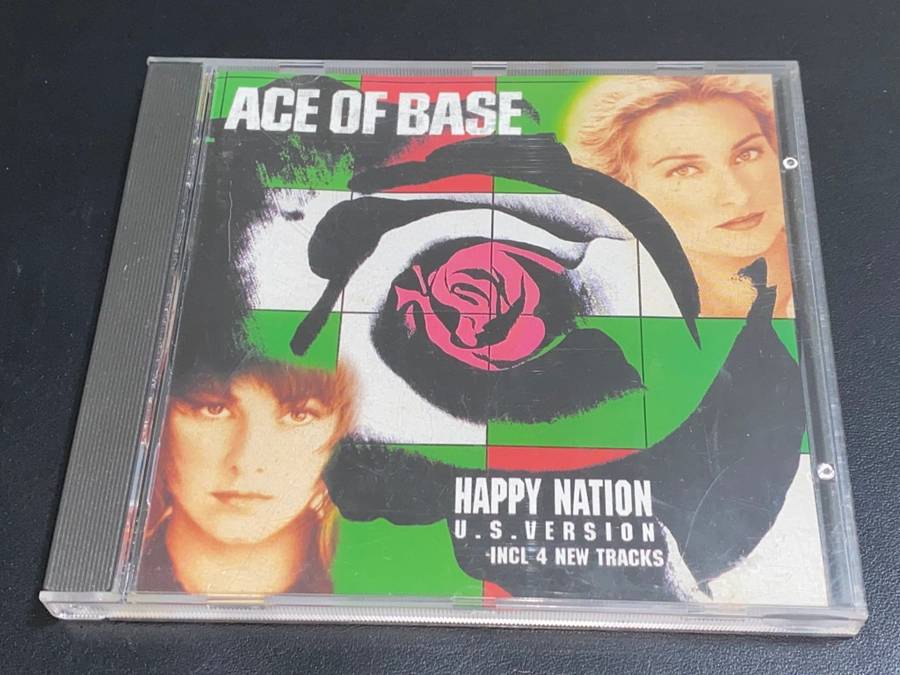 ACE OF BASE
HAPPY NATION
U.S.VERSION
INCL 4 NEW TRACKS